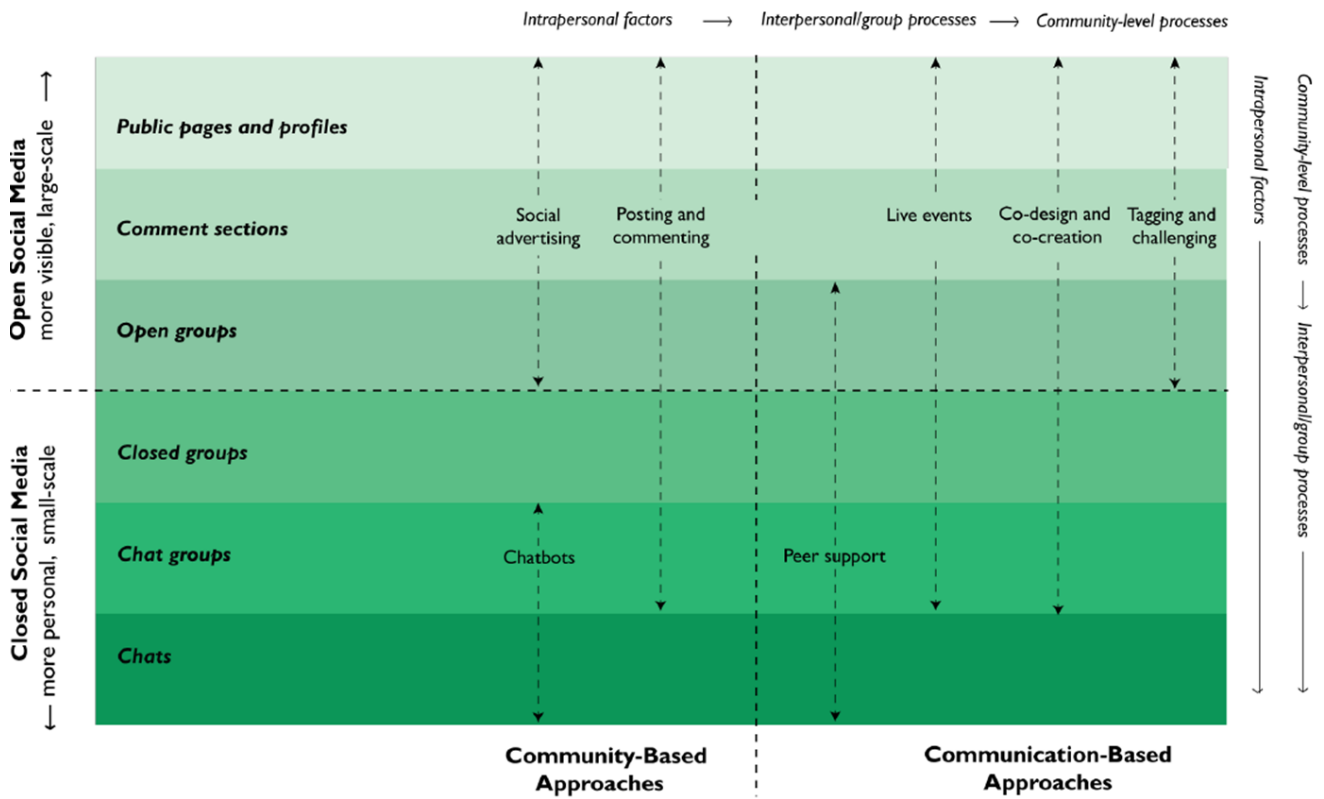 Intrapersonal factors → Interpersonal/group processes → Community-level processes
Open Social Media
more visible, large-scale →
Closed Social Media
← more personal, small-scale
Public pages and profiles
Comment sections
Open groups
Closed groups
Chat groups
Chats
Social
advertising
Posting and
commenting
Live events
Co-design and
co-creation
Tagging and
challenging
Chatbots
Peer support
Intrapersonal factors →
Community-level processes → Interpersonal/group processes →
Community-Based
Approaches
Communication-Based
Approaches